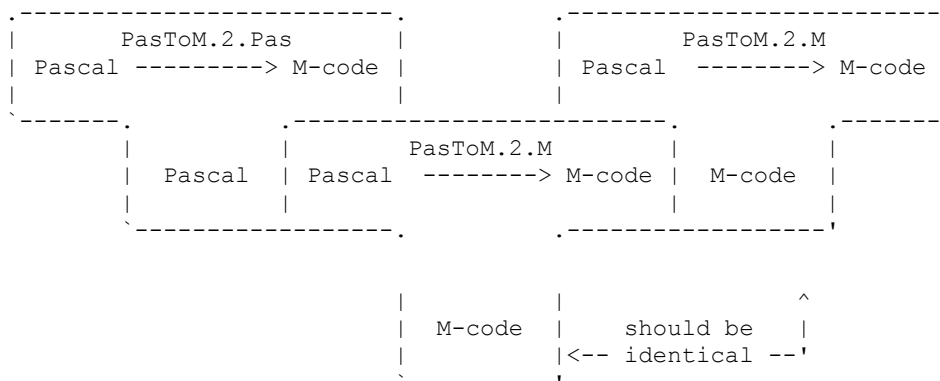 PasToM.2.Pas PasToM.2.M
Pascal ---------> M-code Pascal --------> M-code
PasToM.2.M
Pascal Pascal --------> M-code M-code
M-code should be
<-- identical --'